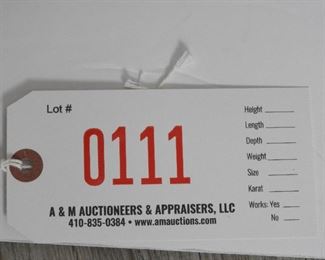 Lot #
0111
Height
Length
Depth
Weight
Size
Karat
Works: Yes
No
A & M AUCTIONEERS & APPRAISERS, LLC
410-835-0384 • www.amauctions.com